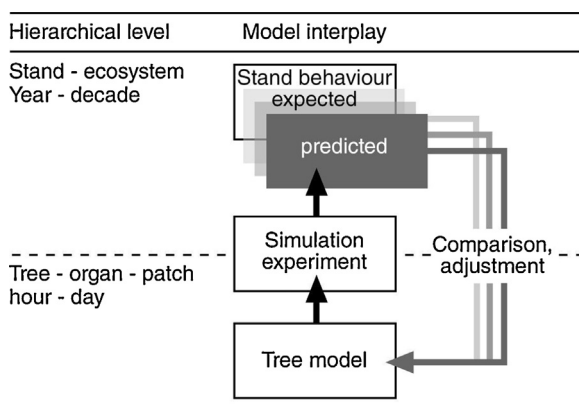 Hierarchical level Model interplay
Stand - ecosystem
Year - decade
Stand behaviour
expected
predicted
Simulation
experiment
Comparison,
adjustment
Tree - organ - patch
hour - day
Tree model